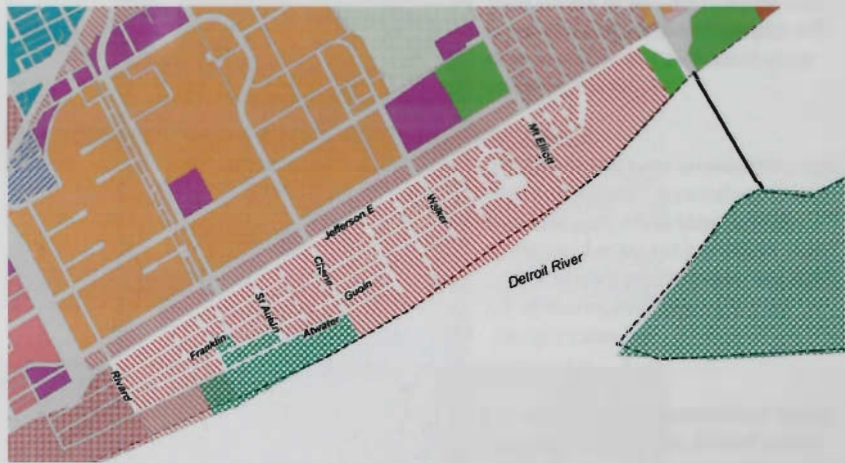 Mt Elliott
Walker
Jefferson E
Chene
Guoin
Detroit River
St Aubin
Atwater
Franklin
Rivard